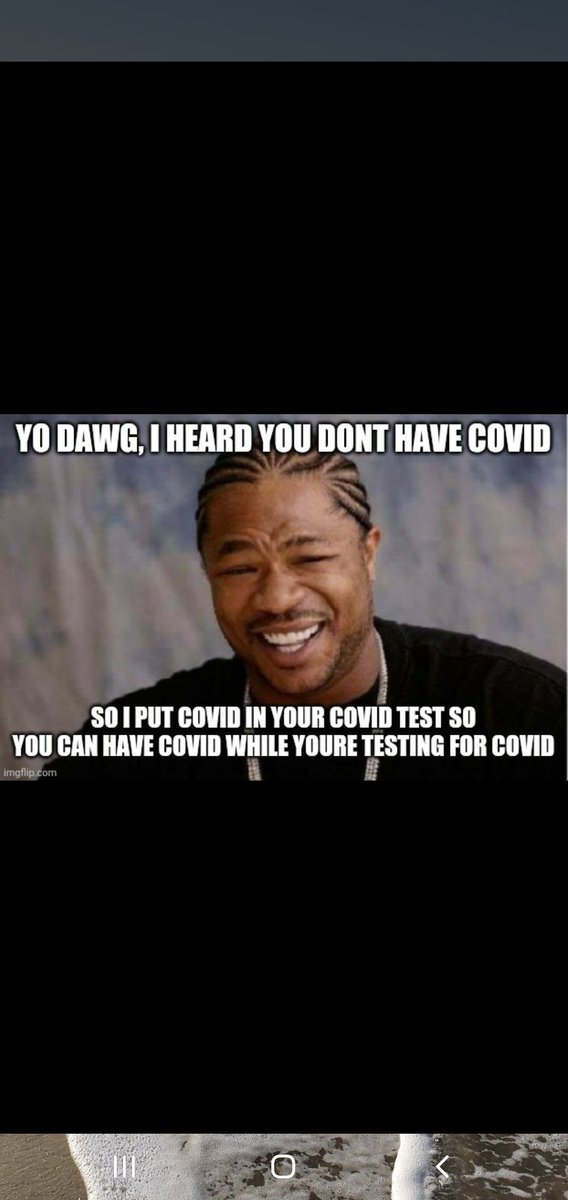 YO DAWG, I HEARD YOU DONT HAVE COVID
SO I PUT COVID IN YOUR COVID TEST SO
YOU CAN HAVE COVID WHILE YOURE TESTING FOR COVID
imgflip.com